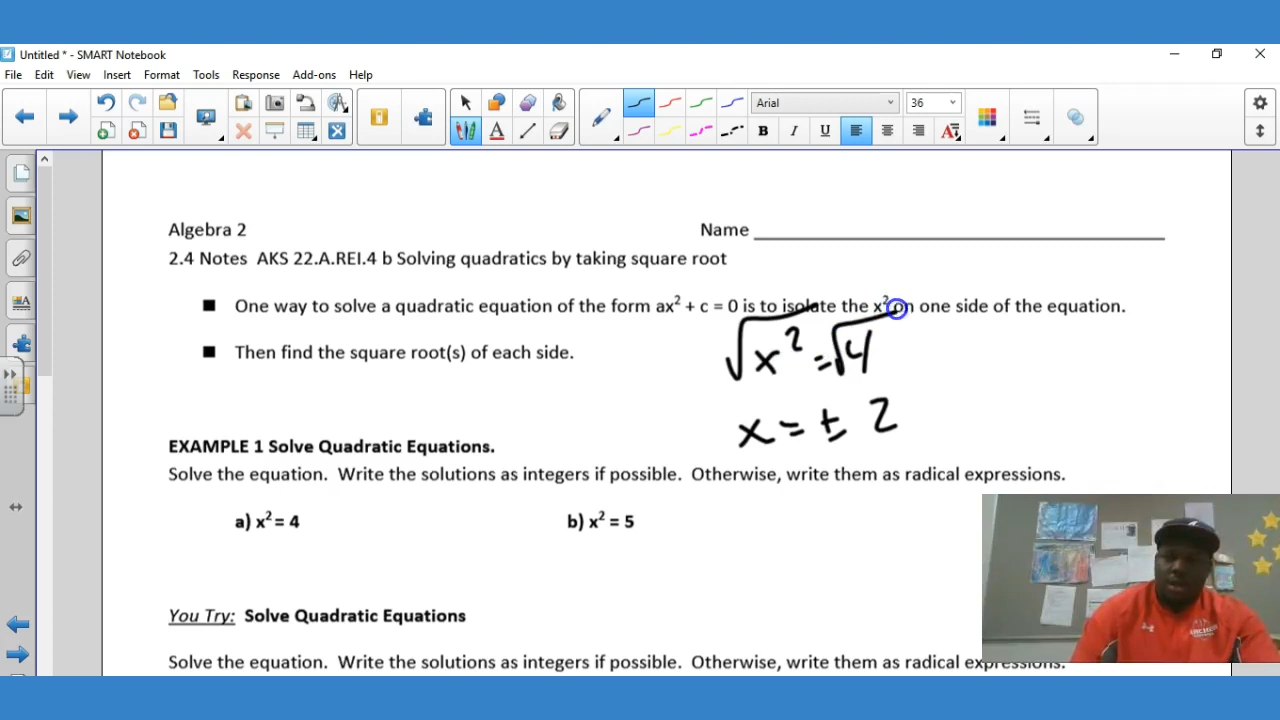 Untitled * - SMART Notebook
File Edit View Insert Format Tools Response Add-ons Help
Arial 36
B I U
Algebra 2 Name
2.4 Notes AKS 22.A.REI.4 b Solving quadratics by taking square root
■ One way to solve a quadratic equation of the form ax² + c = 0 is to isolate the x² on one side of the equation.
■ Then find the square root(s) of each side.
√x² = √4
x = ± 2
EXAMPLE 1 Solve Quadratic Equations.
Solve the equation. Write the solutions as integers if possible. Otherwise, write them as radical expressions.
a) x² = 4 b) x² = 5
You Try: Solve Quadratic Equations
Solve the equation. Write the solutions as integers if possible. Otherwise, write them as radical expressions.
ARCHER